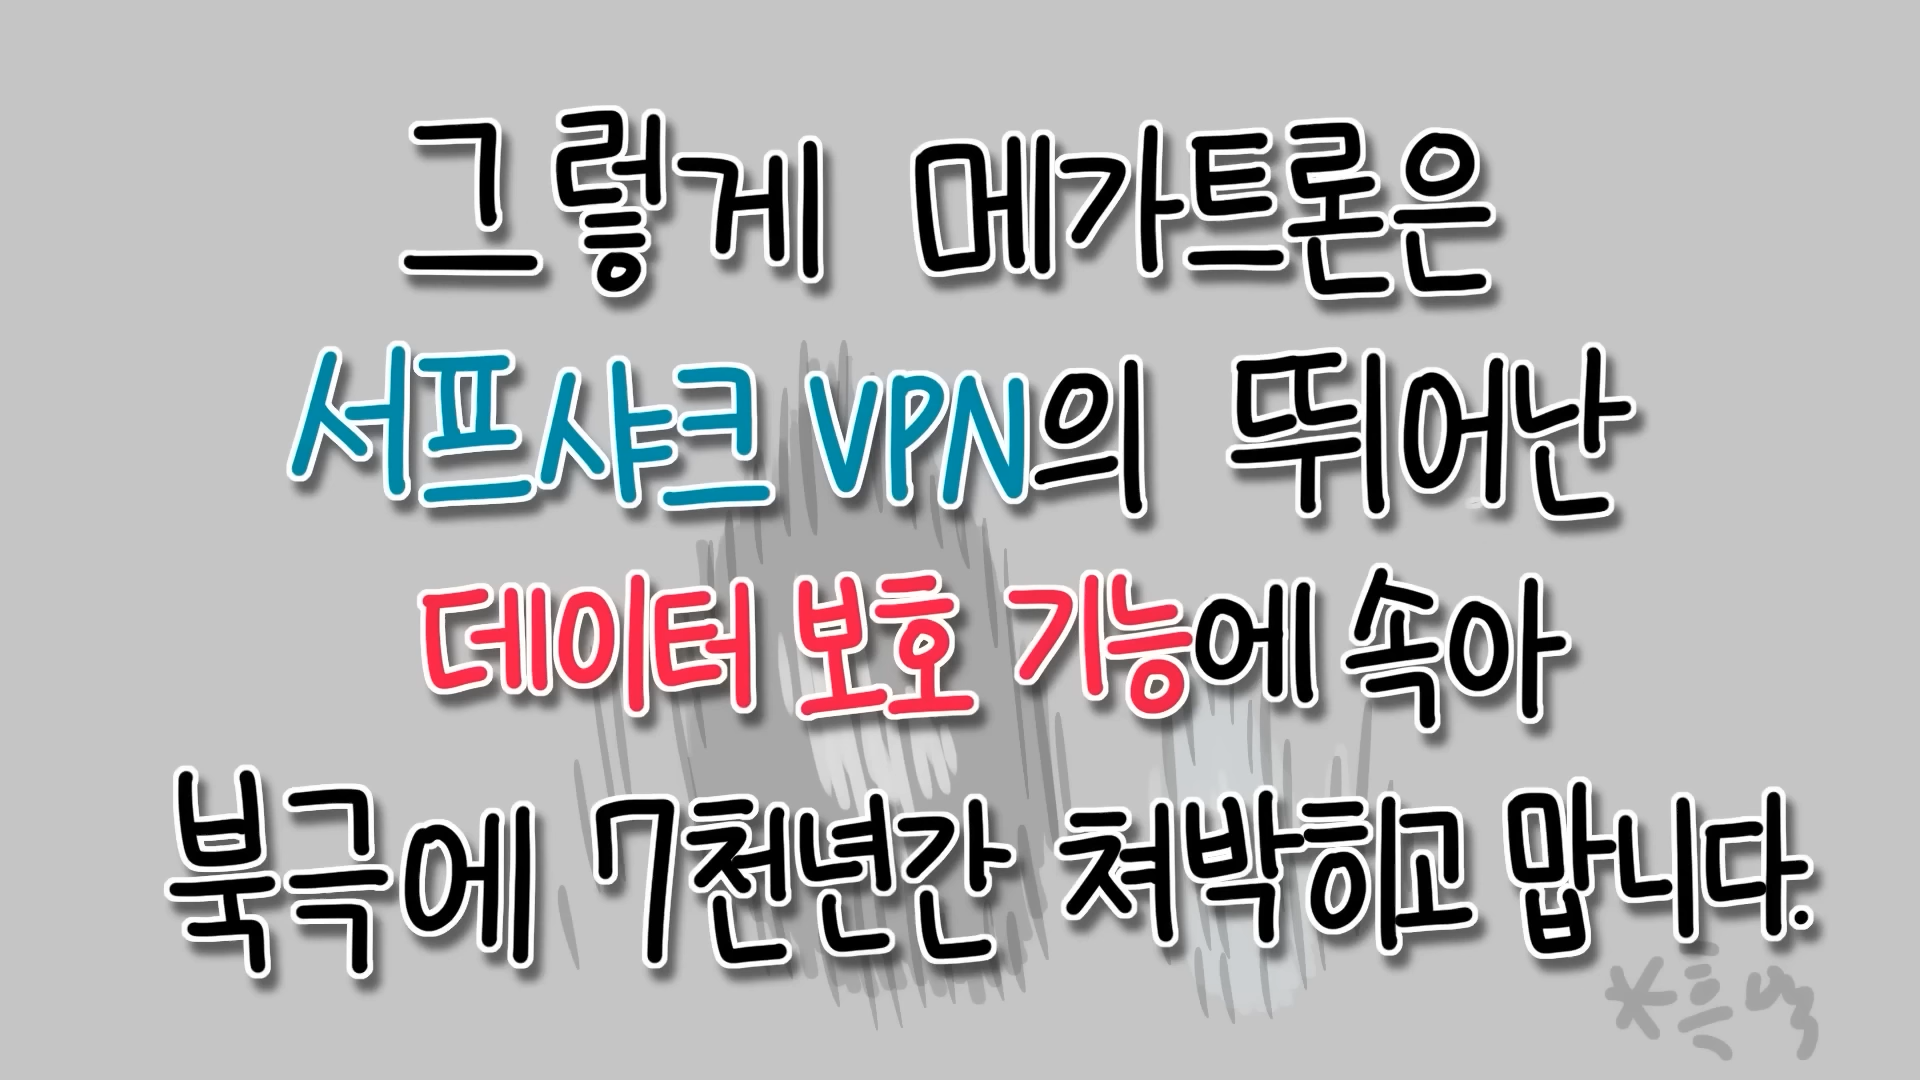 그렇게 메가트론은
서프샤크 VPN의 뛰어난
데이터 보호 기능에 속아
북극에 7천년간 쳐박히고 맙니다.